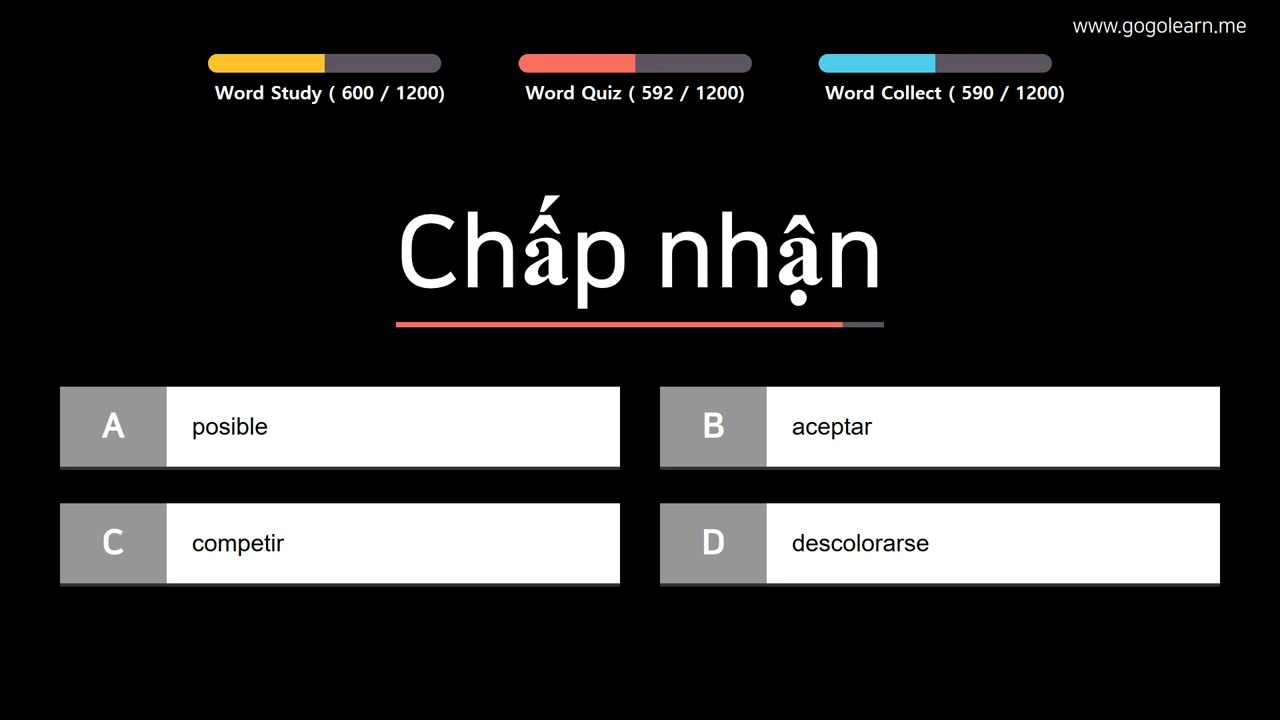 www.gogolearn.me
Word Study ( 600 / 1200)
Word Quiz ( 592 / 1200)
Word Collect ( 590 / 1200)
Chấp nhận
A posible
B aceptar
C competir
D descolorarse